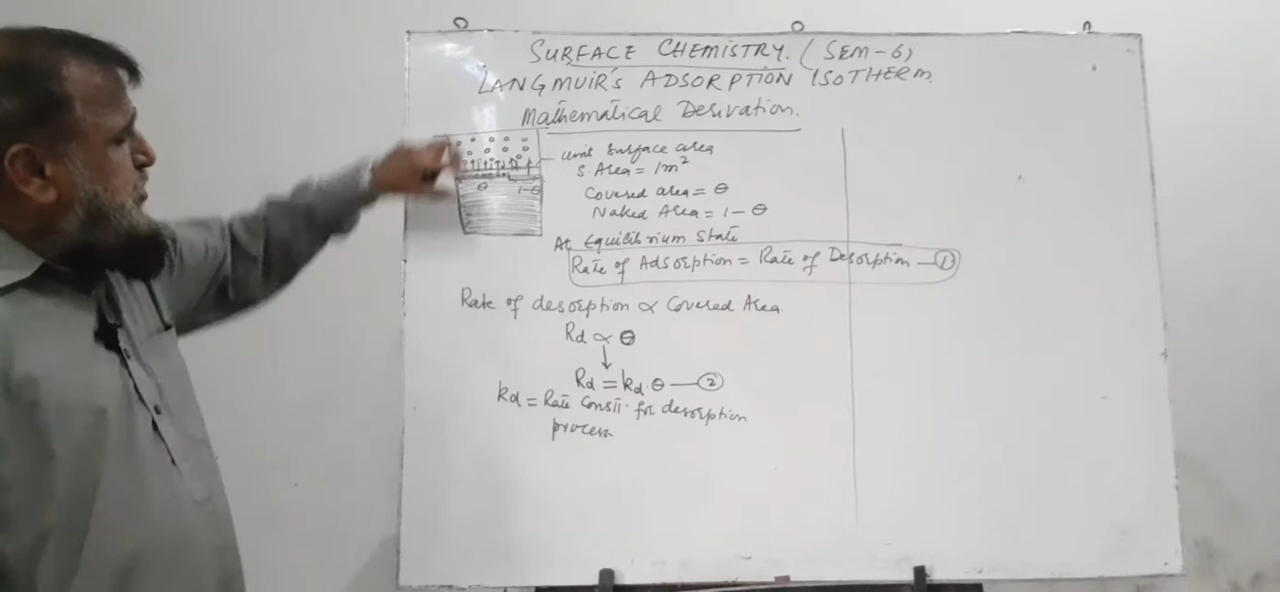 SURFACE CHEMISTRY. (SEM-6)
LANGMUIR'S ADSORPTION ISOTHERM.
Mathematical Derivation.
unit surface area
S. Area = 1m²
Covered area = θ
Naked Area = 1 - θ
θ 1-θ
At Equilibrium State
Rate of Adsorption = Rate of Desorption — ①
Rate of desorption ∝ Covered Area
Rd ∝ θ
↓
Rd = kd·θ — ②
kd = Rate Constt. for desorption
process